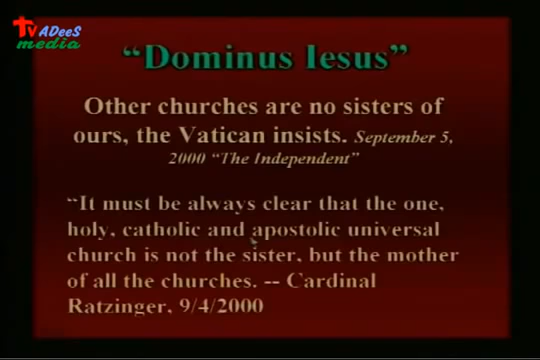 TV ADeeS
media
“Dominus Iesus”
Other churches are no sisters of
ours, the Vatican insists. September 5,
2000 “The Independent”
“It must be always clear that the one,
holy, catholic and apostolic universal
church is not the sister, but the mother
of all the churches. -- Cardinal
Ratzinger, 9/4/2000